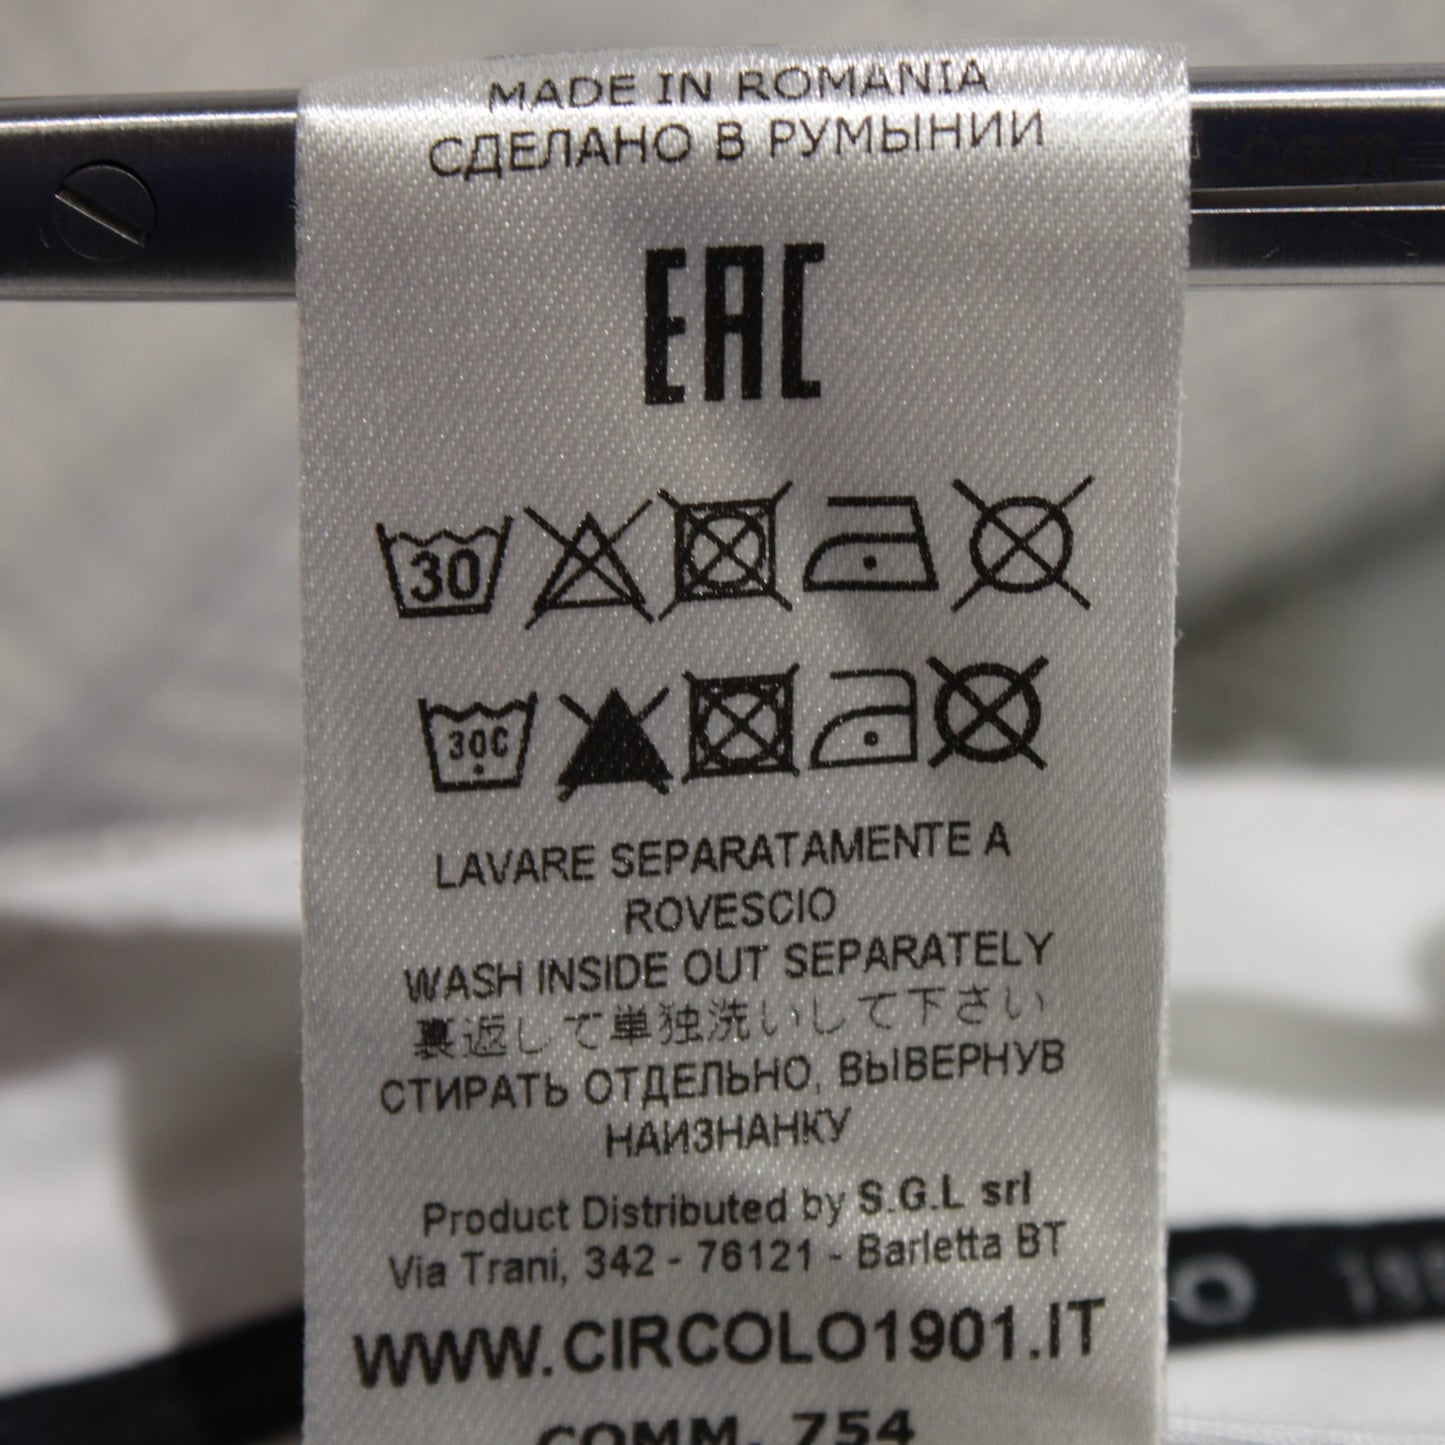 MADE IN ROMANIA
СДЕЛАНО В РУМЫНИИ
EAC
30
30C
LAVARE SEPARATAMENTE A
ROVESCIO
WASH INSIDE OUT SEPARATELY
裏返して単独洗いして下さい
СТИРАТЬ ОТДЕЛЬНО, ВЫВЕРНУВ
НАИЗНАНКУ
Product Distributed by S.G.L srl
Via Trani, 342 - 76121 - Barletta BT
WWW.CIRCOLO1901.IT
COMM. 754